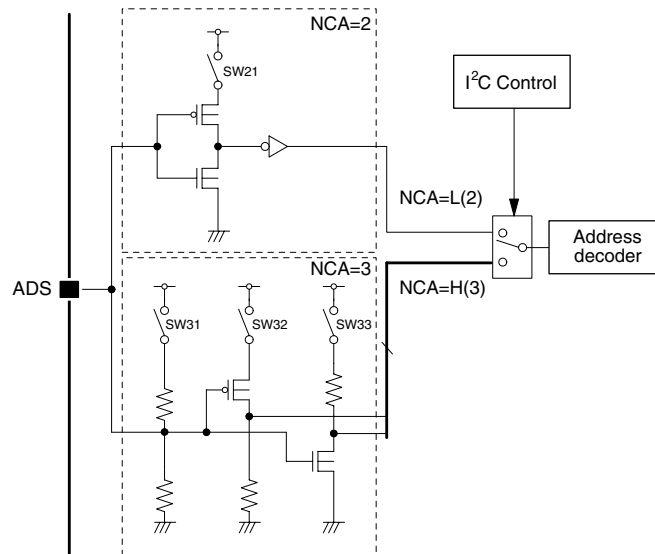 NCA=2
SW21
I²C Control
NCA=L(2)
Address
decoder
NCA=3
ADS
NCA=H(3)
SW31
SW32
SW33